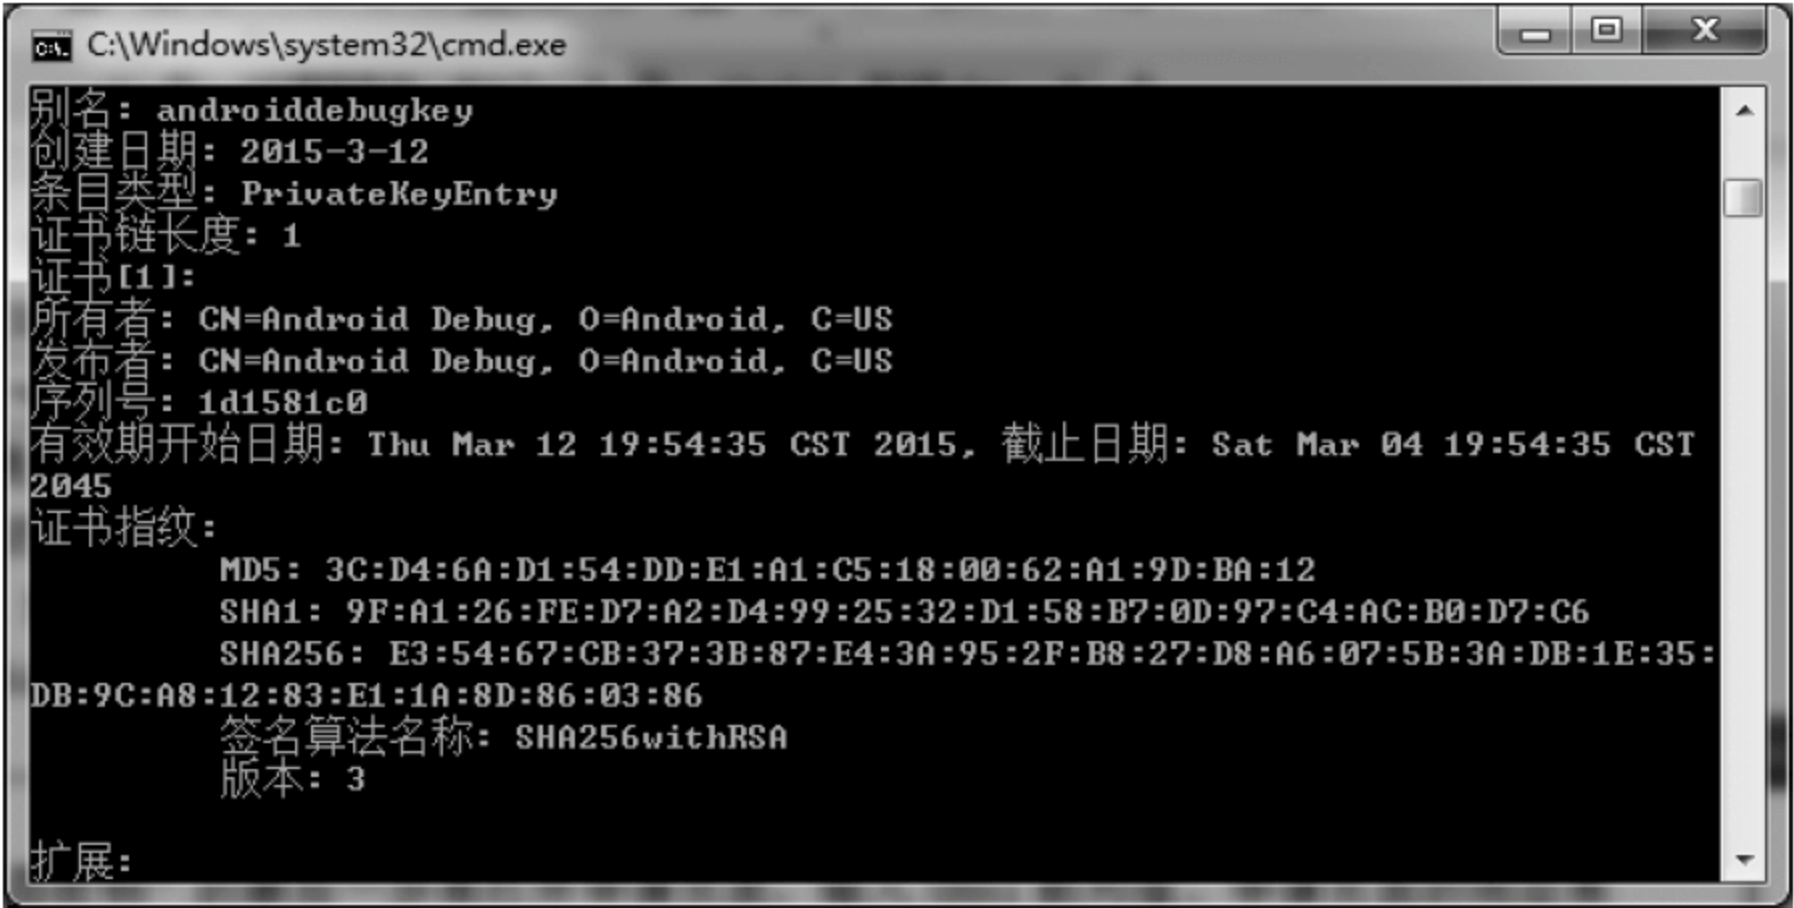 C:\Windows\system32\cmd.exe
别名: androiddebugkey
创建日期: 2015-3-12
条目类型: PrivateKeyEntry
证书链长度: 1
证书[1]:
所有者: CN=Android Debug, O=Android, C=US
发布者: CN=Android Debug, O=Android, C=US
序列号: 1d1581c0
有效期开始日期: Thu Mar 12 19:54:35 CST 2015, 截止日期: Sat Mar 04 19:54:35 CST
2045
证书指纹:
MD5: 3C:D4:6A:D1:54:DD:E1:A1:C5:18:00:62:A1:9D:BA:12
SHA1: 9F:A1:26:FE:D7:A2:D4:99:25:32:D1:58:B7:0D:97:C4:AC:B0:D7:C6
SHA256: E3:54:67:CB:37:3B:87:E4:3A:95:2F:B8:27:D8:A6:07:5B:3A:DB:1E:35:
DB:9C:A8:12:83:E1:1A:8D:86:03:86
签名算法名称: SHA256withRSA
版本: 3
扩展: